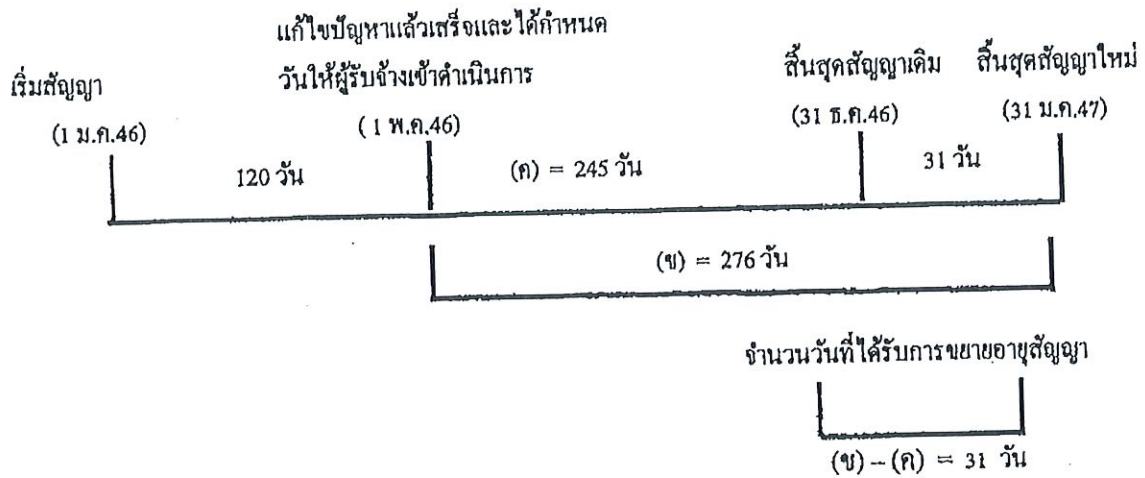 แก้ไขปัญหาแล้วเสร็จและได้กำหนด
วันให้ผู้รับจ้างเข้าดำเนินการ
เริ่มสัญญา
สิ้นสุดสัญญาเดิม
สิ้นสุดสัญญาใหม่
(1 ม.ค.46)
( 1 พ.ค.46)
(31 ธ.ค.46)
(31 ม.ค.47)
120 วัน
(ค) = 245 วัน
31 วัน
(ข) = 276 วัน
จำนวนวันที่ได้รับการขยายอายุสัญญา
(ข) – (ค) = 31 วัน